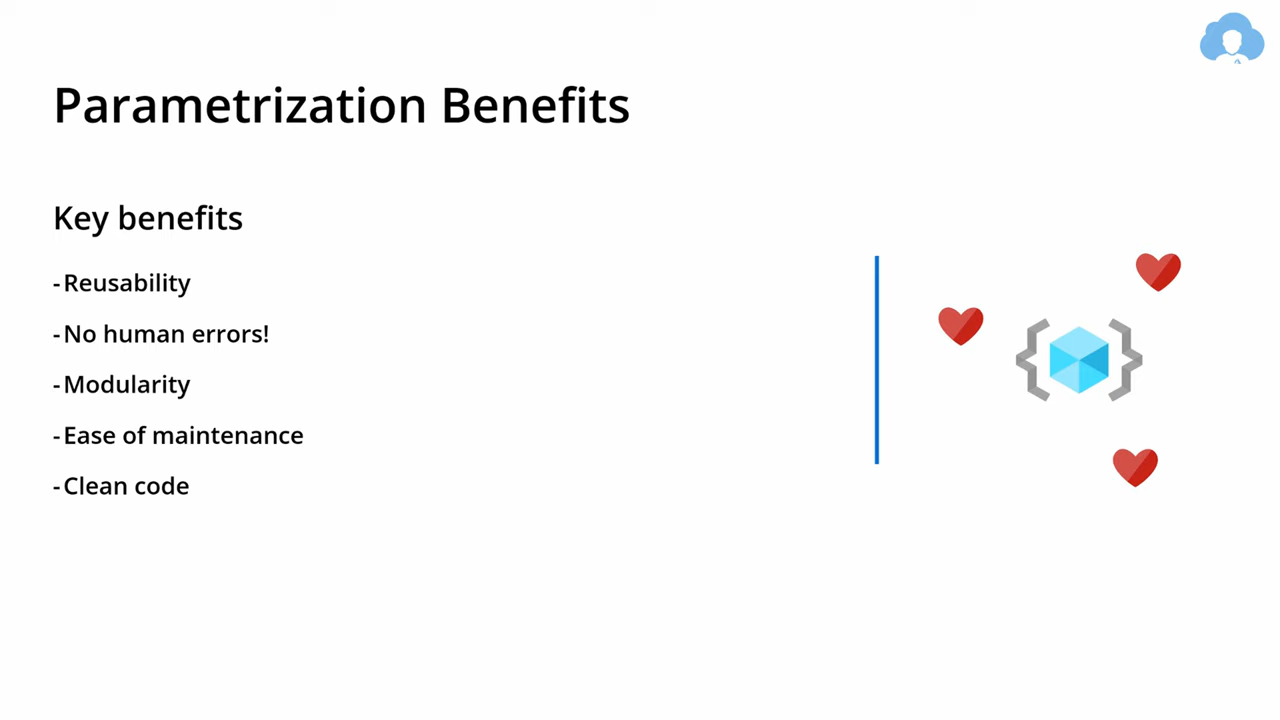 Parametrization Benefits
Key benefits
- Reusability
- No human errors!
- Modularity
- Ease of maintenance
- Clean code